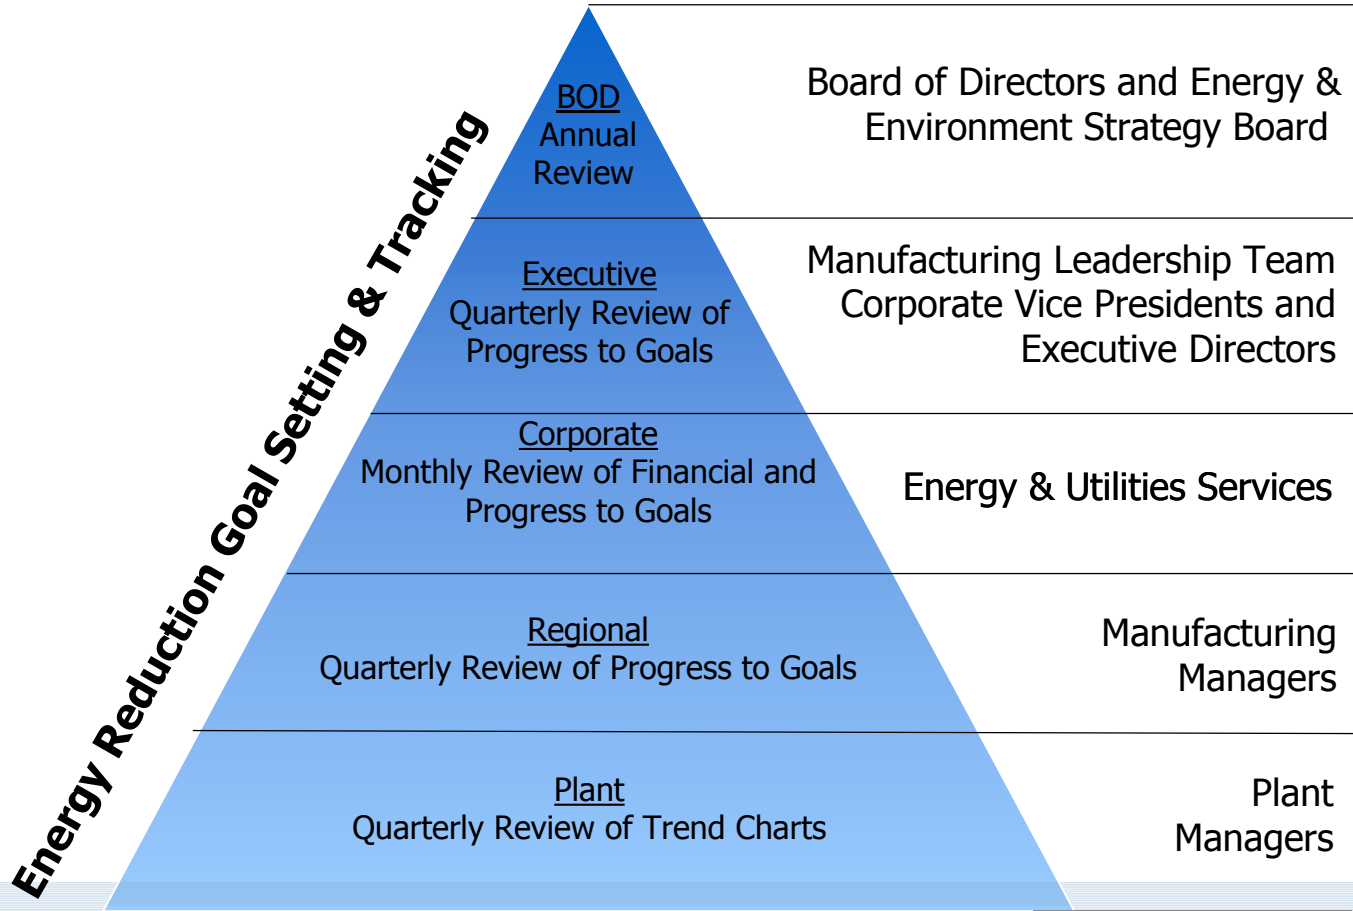 Energy Reduction Goal Setting & Tracking
BOD
Annual
Review
Board of Directors and Energy &
Environment Strategy Board
Executive
Quarterly Review of
Progress to Goals
Manufacturing Leadership Team
Corporate Vice Presidents and
Executive Directors
Corporate
Monthly Review of Financial and
Progress to Goals
Energy & Utilities Services
Regional
Quarterly Review of Progress to Goals
Manufacturing
Managers
Plant
Quarterly Review of Trend Charts
Plant
Managers